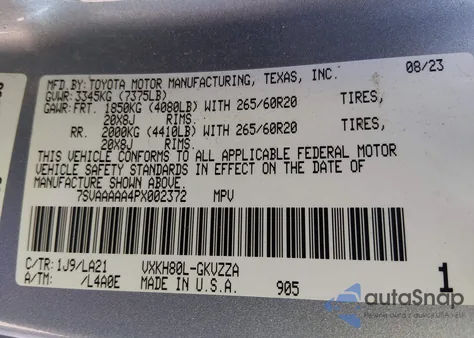 MFD.BY:TOYOTA MOTOR MANUFACTURING, TEXAS, INC. 08/23
GVWR:3345KG (7375LB)
GAWR:FRT. 1850KG (4080LB) WITH 265/60R20 TIRES,
20X8J RIMS.
RR. 2000KG (4410LB) WITH 265/60R20 TIRES,
20X8J RIMS.
THIS VEHICLE CONFORMS TO ALL APPLICABLE FEDERAL MOTOR
VEHICLE SAFETY STANDARDS IN EFFECT ON THE DATE OF
MANUFACTURE SHOWN ABOVE.
7SVAAAAA4PX002372 MPV
C/TR:1J9/LA21 VXKH80L-GKVZZA 1
A/TM: /L4A0E MADE IN U.S.A. 905
autaSnap